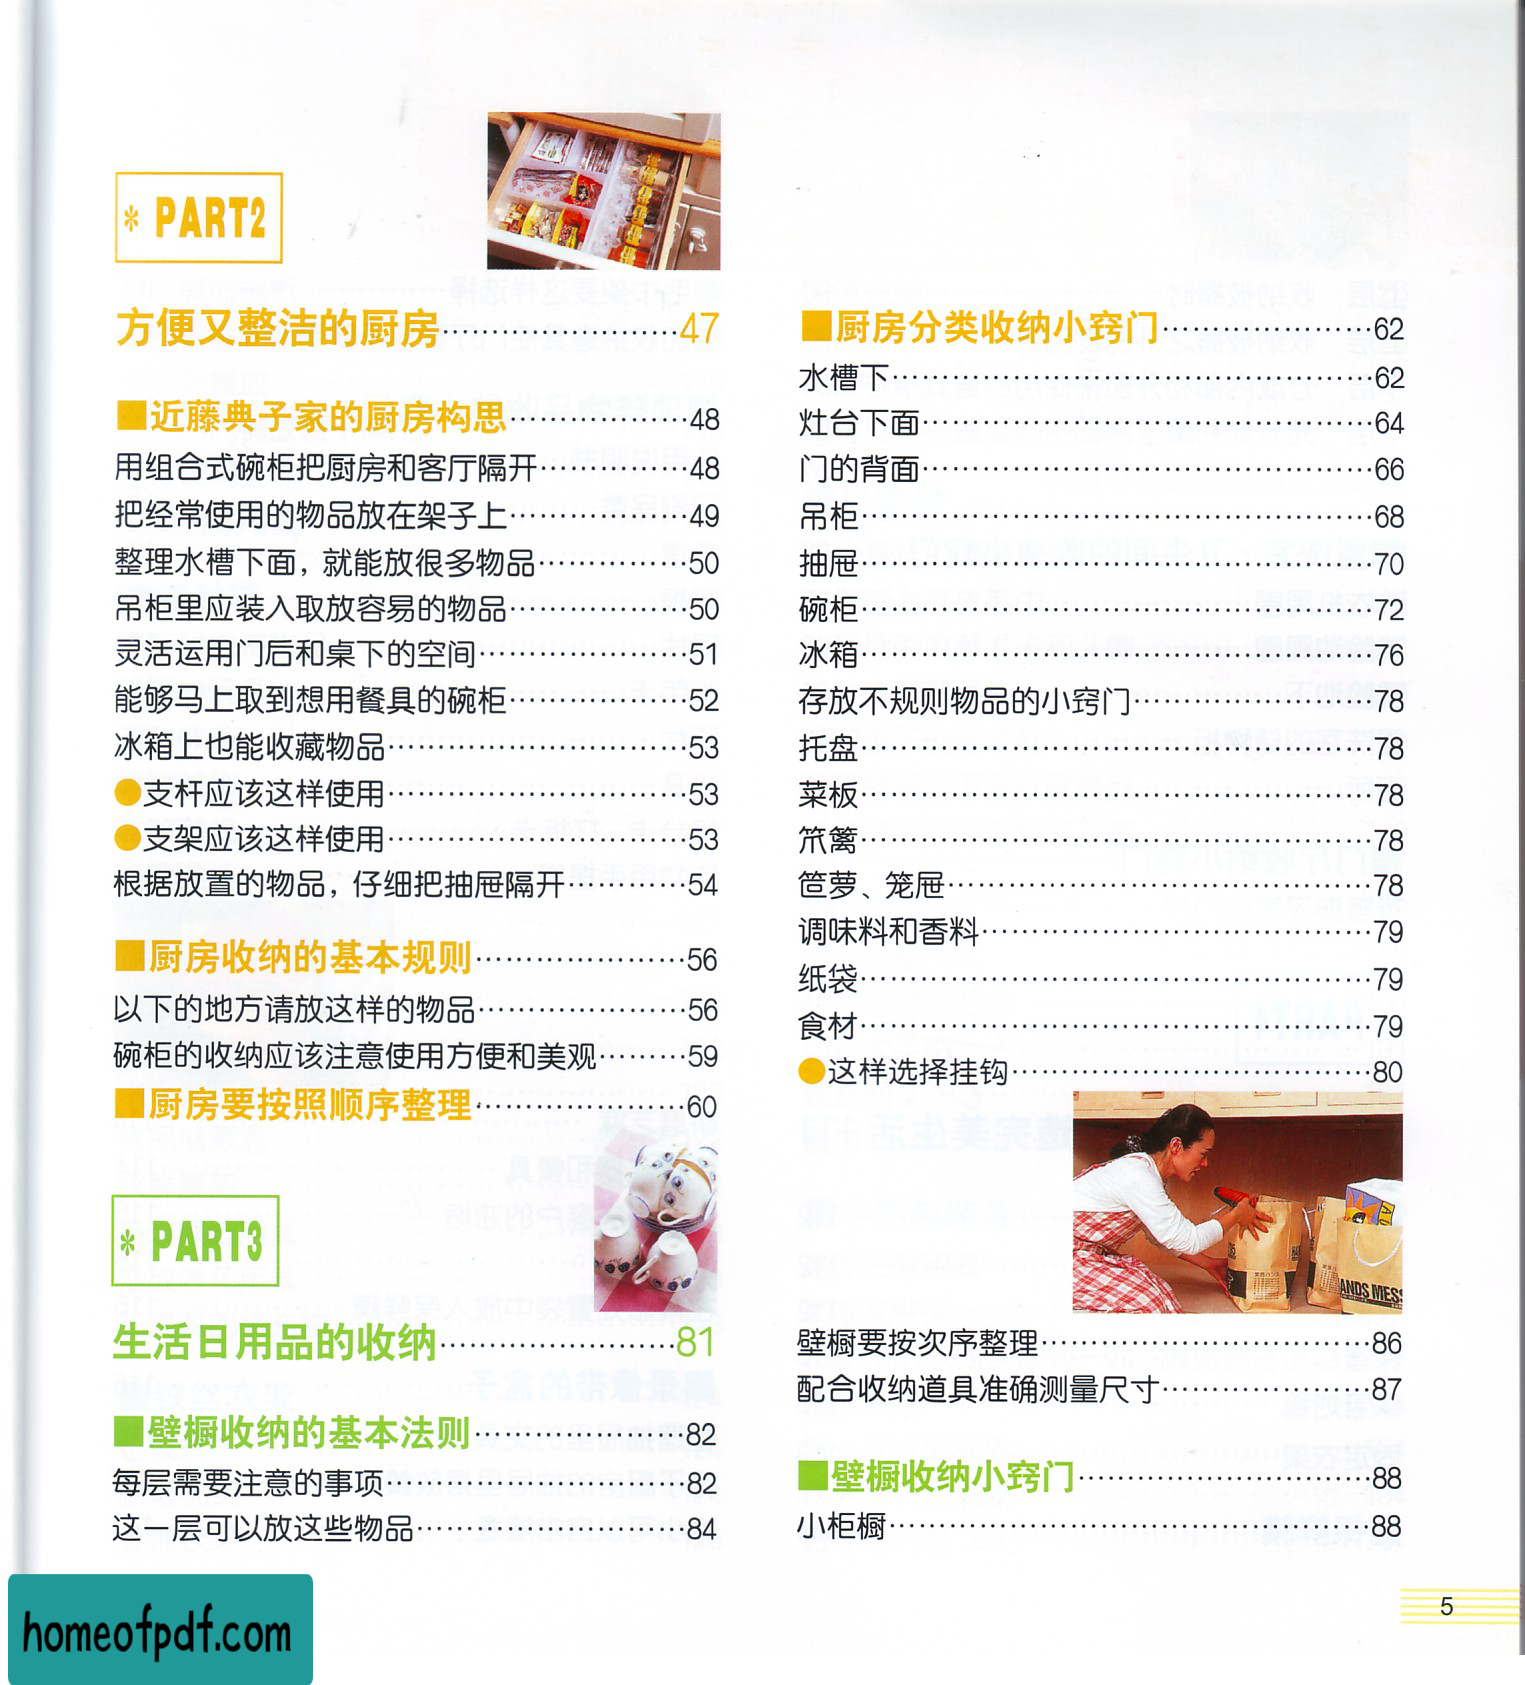 * PART2
方便又整洁的厨房……………………47
■近藤典子家的厨房构思………………48
用组合式碗柜把厨房和客厅隔开……………48
把经常使用的物品放在架子上………………49
整理水槽下面，就能放很多物品……………50
吊柜里应装入取放容易的物品………………50
灵活运用门后和桌下的空间…………………51
能够马上取到想用餐具的碗柜………………52
冰箱上也能收藏物品…………………………53
●支杆应该这样使用…………………………53
●支架应该这样使用…………………………53
根据放置的物品，仔细把抽屉隔开…………54
■厨房收纳的基本规则…………………56
以下的地方请放这样的物品…………………56
碗柜的收纳应该注意使用方便和美观………59
■厨房要按照顺序整理…………………60
* PART3
生活日用品的收纳……………………81
■壁橱收纳的基本法则…………………82
每层需要注意的事项…………………………82
这一层可以放这些物品………………………84
■厨房分类收纳小窍门…………………62
水槽下…………………………………………62
灶台下面………………………………………64
门的背面………………………………………66
吊柜……………………………………………68
抽屉……………………………………………70
碗柜……………………………………………72
冰箱……………………………………………76
存放不规则物品的小窍门……………………78
托盘……………………………………………78
菜板……………………………………………78
笊篱……………………………………………78
笸萝、笼屉……………………………………78
调味料和香料…………………………………79
纸袋……………………………………………79
食材……………………………………………79
●这样选择挂钩………………………………80
HANDS MESS
壁橱要按次序整理……………………………86
配合收纳道具准确测量尺寸…………………87
■壁橱收纳小窍门………………………88
小柜橱…………………………………………88
5
homeofpdf.com